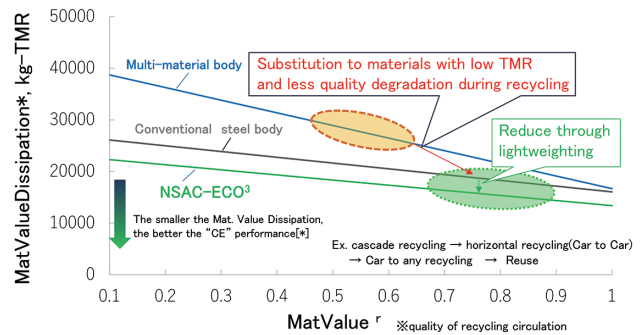 50000
40000
30000
20000
10000
0
MatValueDissipation*, kg-TMR
Multi-material body
Substitution to materials with low TMR
and less quality degradation during recycling
Conventional steel body
Reduce through
lightweighting
NSAC-ECO³
The smaller the Mat. Value Dissipation,
the better the “CE” performance[*]
Ex. cascade recycling → horizontal recycling(Car to Car)
→ Car to any recycling → Reuse
0.1 0.2 0.3 0.4 0.5 0.6 0.7 0.8 0.9 1
MatValue r
※quality of recycling circulation